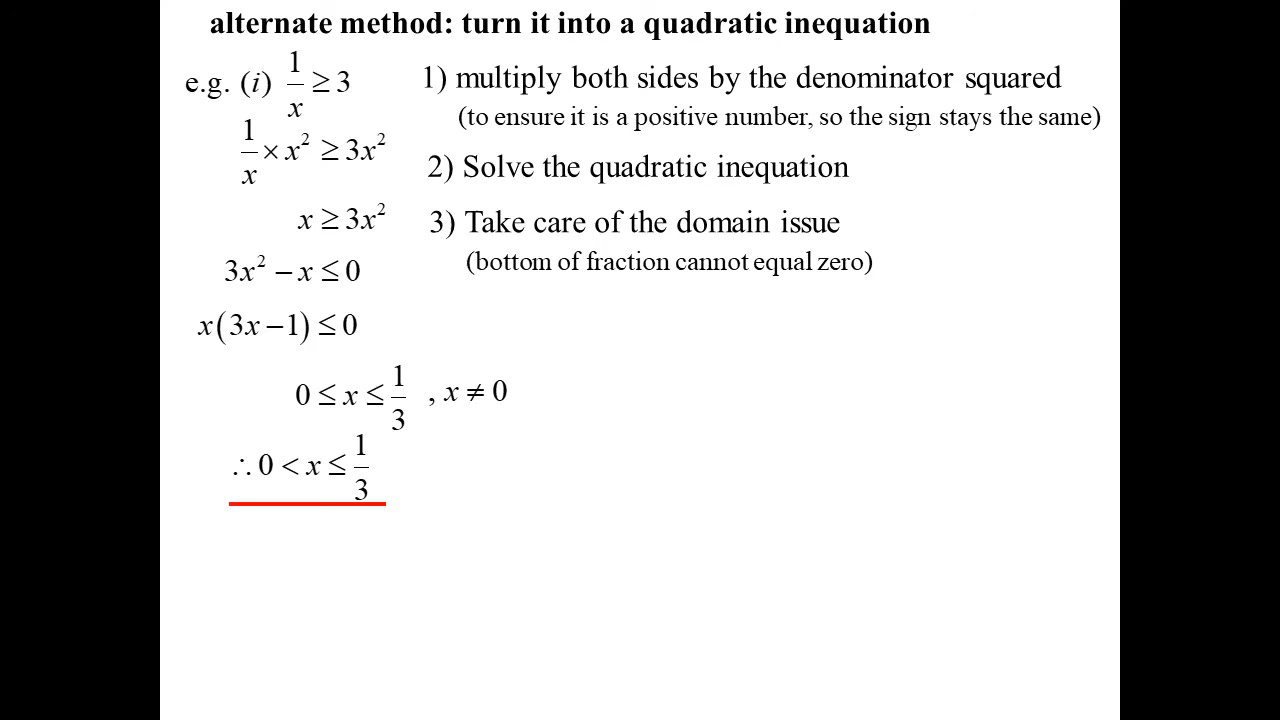 alternate method: turn it into a quadratic inequation
e.g. (i) 1/x ≥ 3
1) multiply both sides by the denominator squared
(to ensure it is a positive number, so the sign stays the same)
1/x × x² ≥ 3x²
2) Solve the quadratic inequation
x ≥ 3x²
3) Take care of the domain issue
(bottom of fraction cannot equal zero)
3x² − x ≤ 0
x(3x − 1) ≤ 0
0 ≤ x ≤ 1/3 , x ≠ 0
∴ 0 < x ≤ 1/3